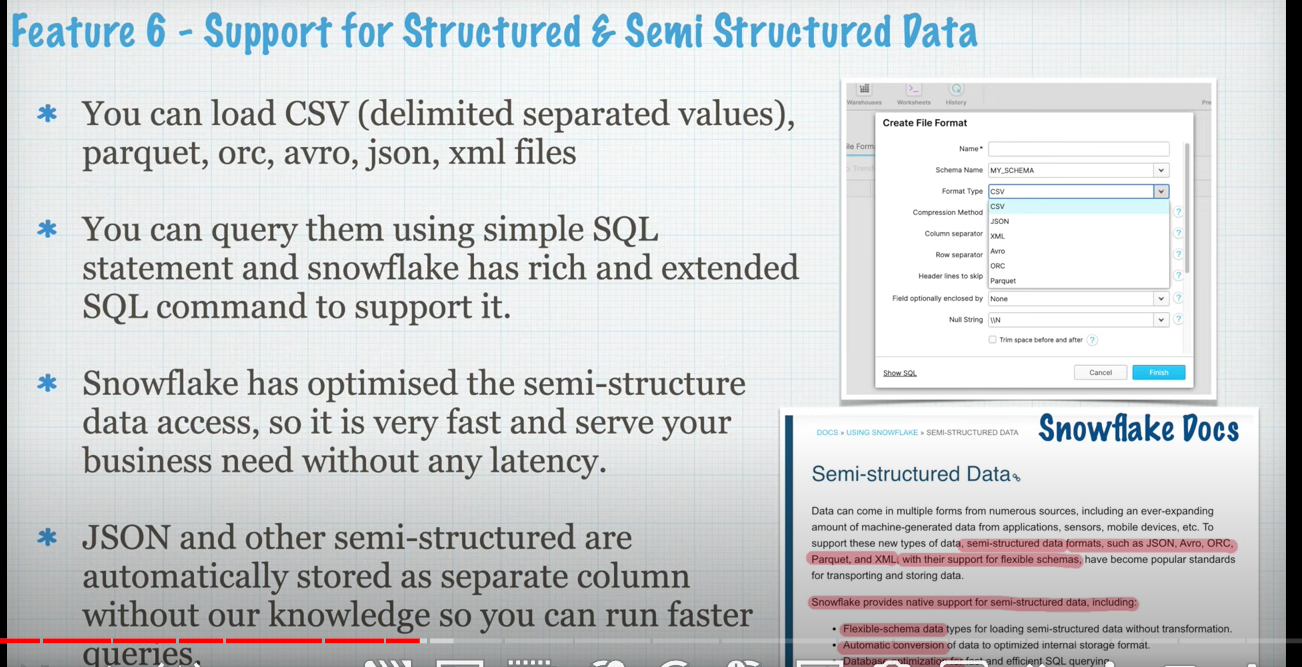 Feature 6 - Support for Structured & Semi Structured Data
* You can load CSV (delimited separated values),
parquet, orc, avro, json, xml files
* You can query them using simple SQL
statement and snowflake has rich and extended
SQL command to support it.
* Snowflake has optimised the semi-structure
data access, so it is very fast and serve your
business need without any latency.
* JSON and other semi-structured are
automatically stored as separate column
without our knowledge so you can run faster
queries.
Warehouses Worksheets History Pre
ile Form
Create File Format
Name*
Schema Name MY_SCHEMA
Format Type CSV
CSV
Compression Method ?
JSON
Column separator ?
XML
Row separator ?
Avro
Header lines to skip ?
ORC
Parquet
Field optionally enclosed by None ?
Null String \\N ?
Trim space before and after ?
Show SQL Cancel Finish
DOCS » USING SNOWFLAKE » SEMI-STRUCTURED DATA
Snowflake Docs
Semi-structured Data
Data can come in multiple forms from numerous sources, including an ever-expanding
amount of machine-generated data from applications, sensors, mobile devices, etc. To
support these new types of data, semi-structured data formats, such as JSON, Avro, ORC,
Parquet, and XML, with their support for flexible schemas, have become popular standards
for transporting and storing data.
Snowflake provides native support for semi-structured data, including:
• Flexible-schema data types for loading semi-structured data without transformation.
• Automatic conversion of data to optimized internal storage format.
• Database optimization for fast and efficient SQL querying.